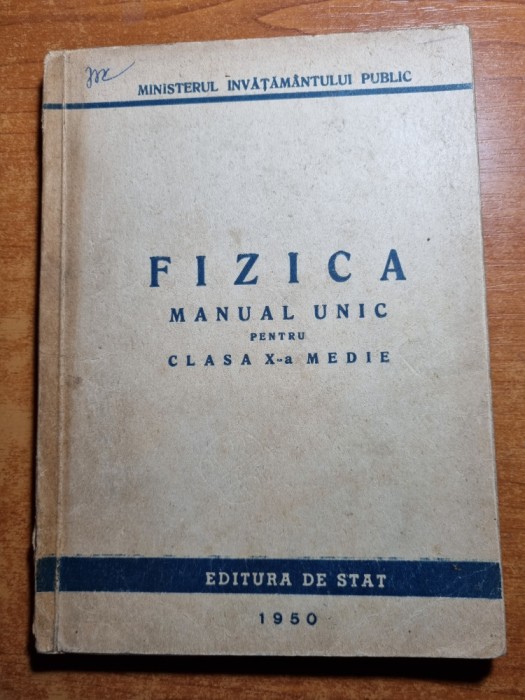 MINISTERUL ÎNVĂȚĂMÂNTULUI PUBLIC
FIZICA
MANUAL UNIC
PENTRU
CLASA X-a MEDIE
EDITURA DE STAT
1950